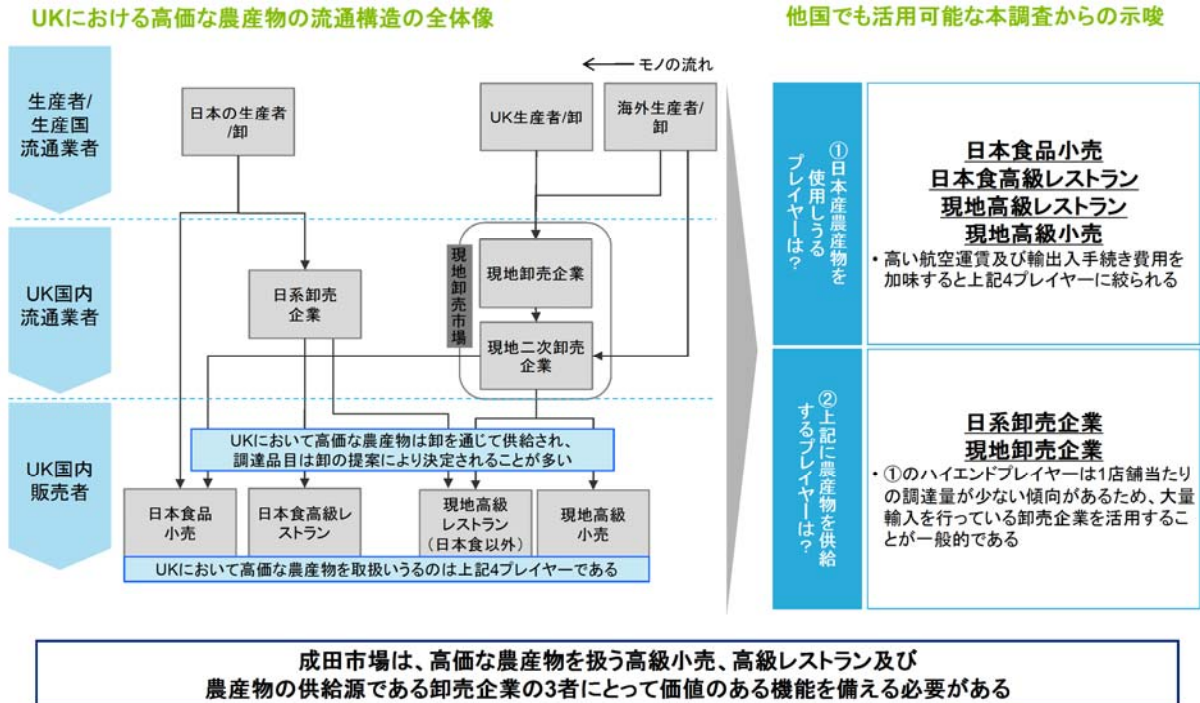 UKにおける高価な農産物の流通構造の全体像
他国でも活用可能な本調査からの示唆
モノの流れ
生産者/
生産国
流通業者
日本の生産者
/卸
UK生産者/卸
海外生産者/
卸
UK国内
流通業者
日系卸売
企業
現地卸売市場
現地卸売企業
現地二次卸売
企業
UK国内
販売者
UKにおいて高価な農産物は卸を通じて供給され、
調達品目は卸の提案により決定されることが多い
日本食品
小売
日本食高級レ
ストラン
現地高級
レストラン
(日本食以外)
現地高級
小売
UKにおいて高価な農産物を取扱いうるのは上記4プレイヤーである
①日本産農産物を
使用しうる
プレイヤーは?
日本食品小売
日本食高級レストラン
現地高級レストラン
現地高級小売
・高い航空運賃及び輸出入手続き費用を
加味すると上記4プレイヤーに絞られる
②上記に農産物を供給
するプレイヤーは?
日系卸売企業
現地卸売企業
・①のハイエンドプレイヤーは1店舗当たり
の調達量が少ない傾向があるため、大量
輸入を行っている卸売企業を活用するこ
とが一般的である
成田市場は、高価な農産物を扱う高級小売、高級レストラン及び
農産物の供給源である卸売企業の3者にとって価値のある機能を備える必要がある